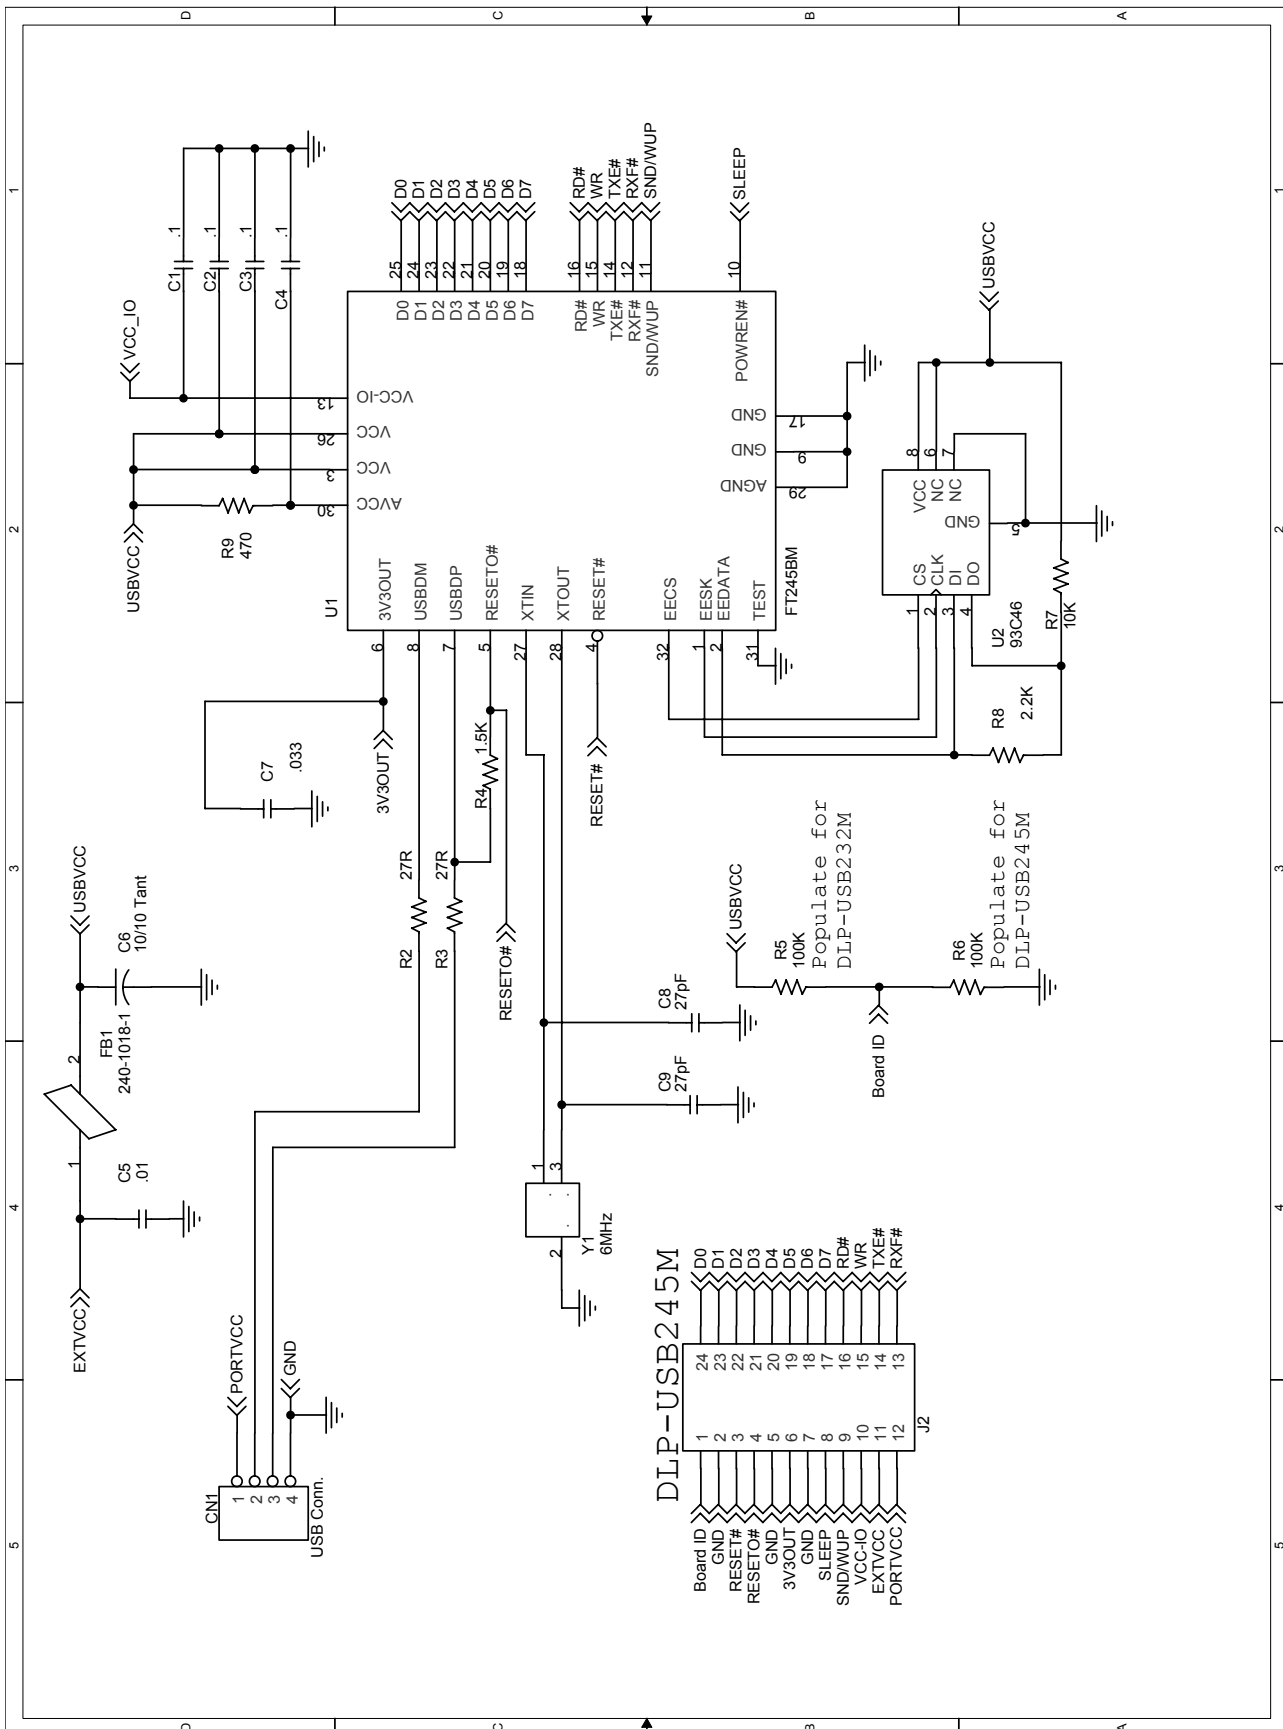 D
C
B
A
1
2
3
4
5
VCC_IO
USBVCC
C1 .1
C2 .1
C3 .1
C4 .1
R9
470
13
26
3
30
VCC-IO
VCC
VCC
AVCC
U1
FT245BM
3V3OUT
USBDM
USBDP
RESETO#
XTIN
XTOUT
RESET#
EECS
EESK
EEDATA
TEST
6
8
7
5
27
28
4
32
1
2
31
D0 25 D0
D1 24 D1
D2 23 D2
D3 22 D3
D4 21 D4
D5 20 D5
D6 19 D6
D7 18 D7
RD# 16 RD#
WR 15 WR
TXE# 14 TXE#
RXF# 12 RXF#
SND/WUP 11 SND/WUP
POWREN# 10 SLEEP
GND 17
GND 9
AGND 29
USBVCC
C6
10/10 Tant
FB1
240-1018-1
1
2
C5
.01
EXTVCC
C7
.033
3V3OUT
R2 27R
R3 27R
R4 1.5K
RESETO#
RESET#
CN1
1
2
3
4
USB Conn.
PORTVCC
GND
Y1
6MHz
1
3
2
C8
27pF
C9
27pF
USBVCC
R5
100K
Populate for
DLP-USB232M
Board ID
R6
100K
Populate for
DLP-USB245M
U2
93C46
1 CS
2 CLK
3 DI
4 DO
VCC 8
NC 6
NC 7
GND 5
USBVCC
R7
10K
R8
2.2K
DLP-USB245M
Board ID 1 24 D0
GND 2 23 D1
RESET# 3 22 D2
RESETO# 4 21 D3
GND 5 20 D4
3V3OUT 6 19 D5
GND 7 18 D6
SLEEP 8 17 D7
SND/WUP 9 16 RD#
VCC-IO 10 15 WR
EXTVCC 11 14 TXE#
PORTVCC 12 13 RXF#
J2
1
2
3
4
5
D
C
B
A